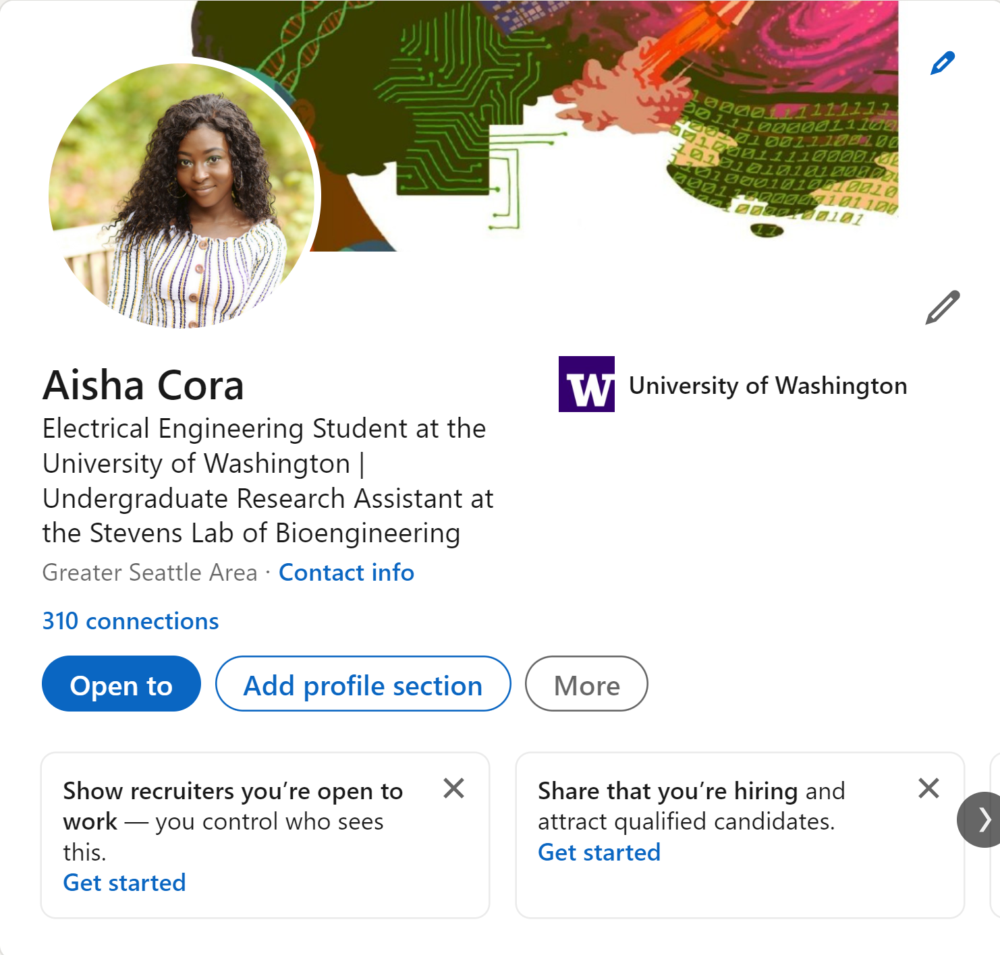 W
University of Washington
Aisha Cora
Electrical Engineering Student at the
University of Washington |
Undergraduate Research Assistant at
the Stevens Lab of Bioengineering
Greater Seattle Area · Contact info
310 connections
Open to
Add profile section
More
Show recruiters you’re open to
work — you control who sees
this.
Get started
Share that you’re hiring and
attract qualified candidates.
Get started